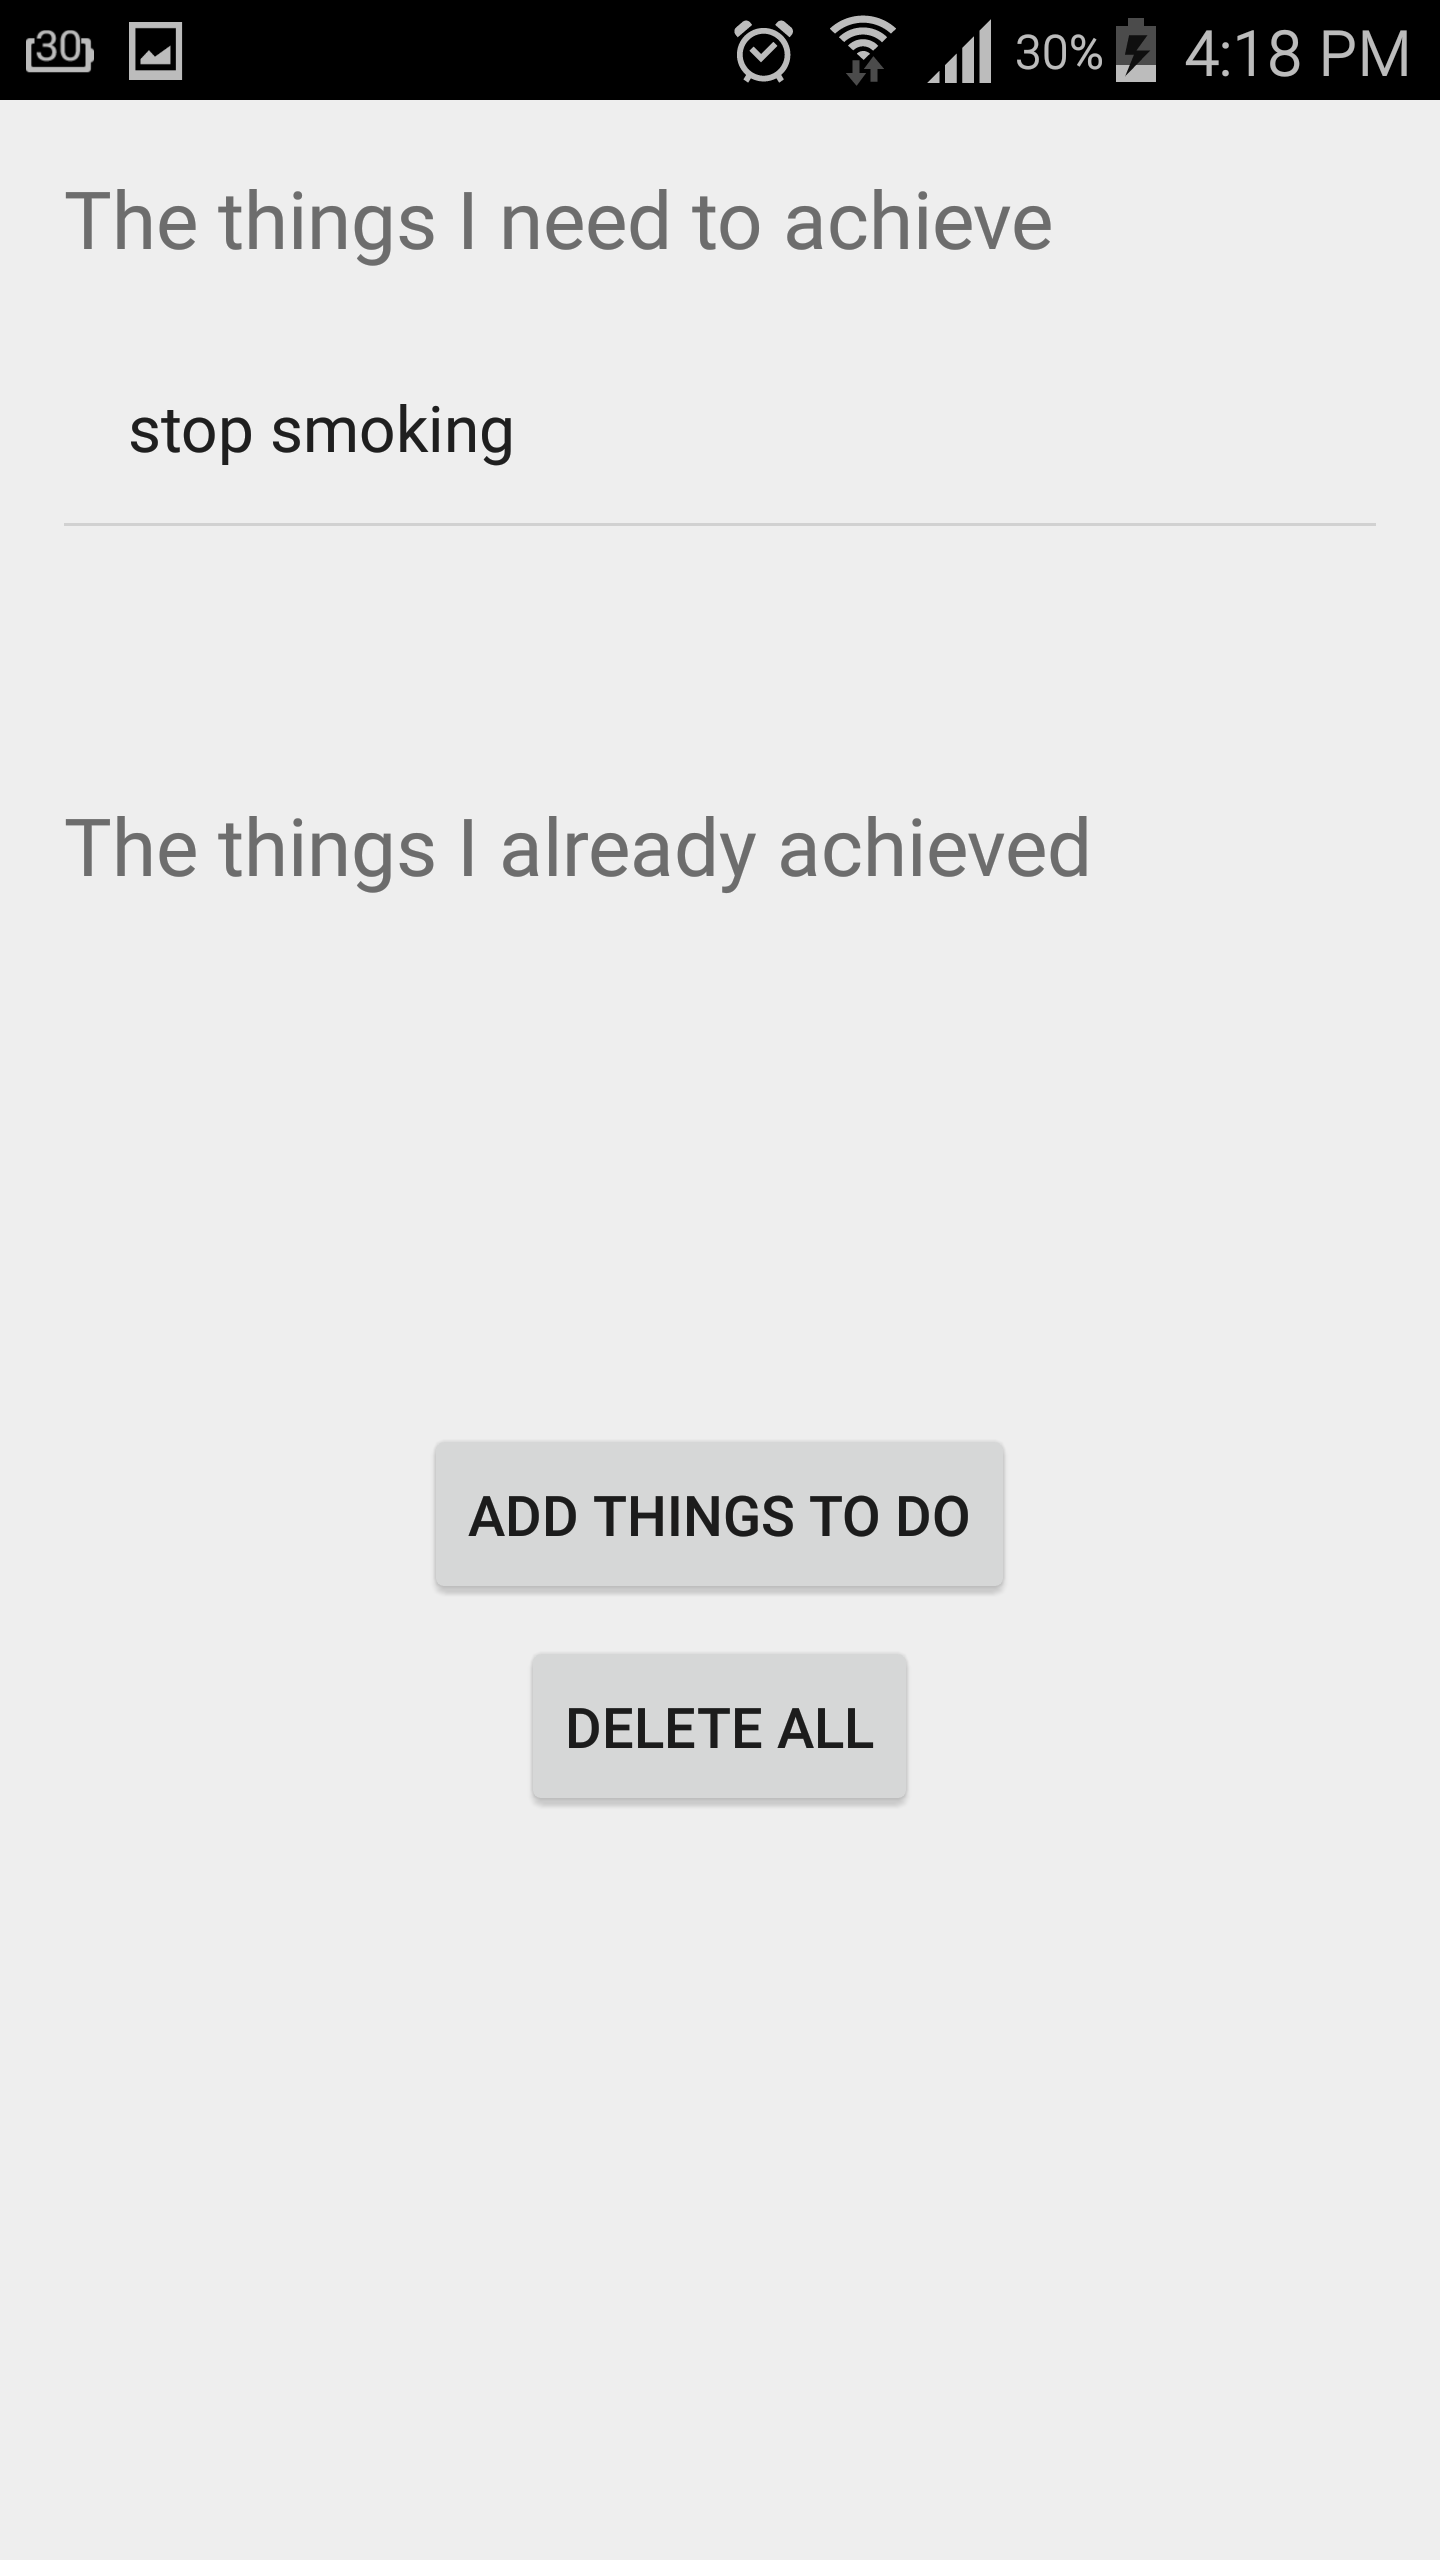 30 30% 4:18 PM
The things I need to achieve
stop smoking
The things I already achieved
ADD THINGS TO DO
DELETE ALL